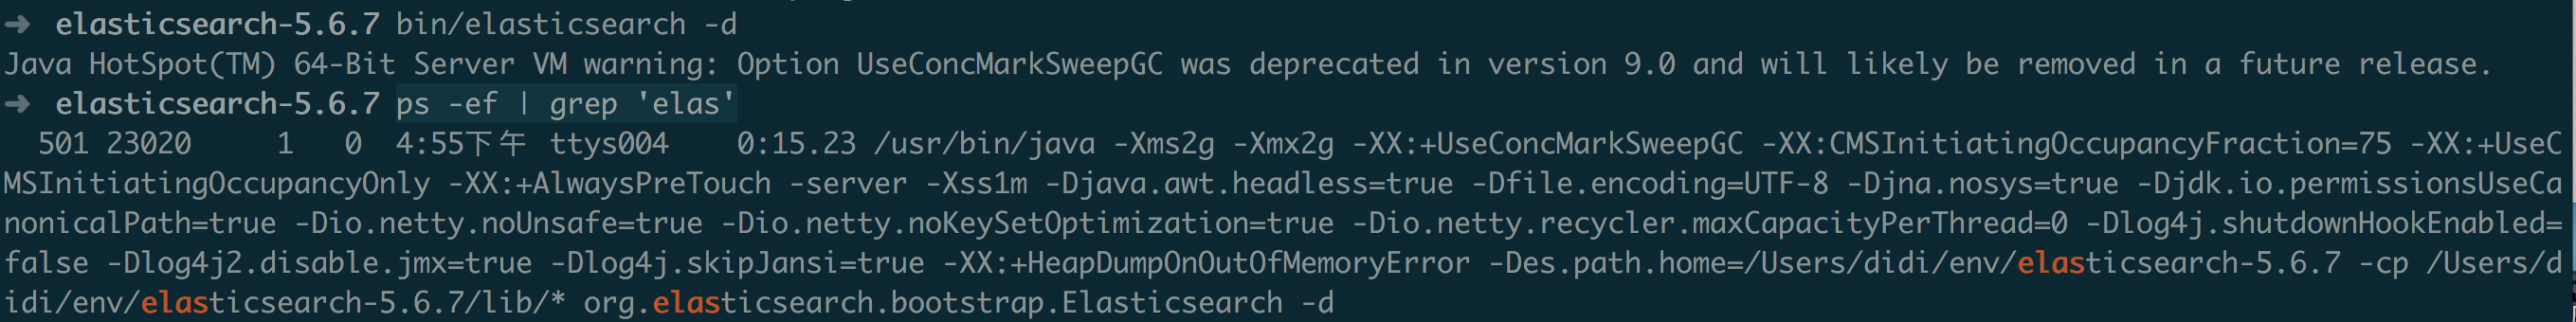 ➜  elasticsearch-5.6.7 bin/elasticsearch -d
Java HotSpot(TM) 64-Bit Server VM warning: Option UseConcMarkSweepGC was deprecated in version 9.0 and will likely be removed in a future release.
➜  elasticsearch-5.6.7 ps -ef | grep 'elas'
  501 23020     1   0  4:55下午 ttys004    0:15.23 /usr/bin/java -Xms2g -Xmx2g -XX:+UseConcMarkSweepGC -XX:CMSInitiatingOccupancyFraction=75 -XX:+UseC
MSInitiatingOccupancyOnly -XX:+AlwaysPreTouch -server -Xss1m -Djava.awt.headless=true -Dfile.encoding=UTF-8 -Djna.nosys=true -Djdk.io.permissionsUseCa
nonicalPath=true -Dio.netty.noUnsafe=true -Dio.netty.noKeySetOptimization=true -Dio.netty.recycler.maxCapacityPerThread=0 -Dlog4j.shutdownHookEnabled=
false -Dlog4j2.disable.jmx=true -Dlog4j.skipJansi=true -XX:+HeapDumpOnOutOfMemoryError -Des.path.home=/Users/didi/env/elasticsearch-5.6.7 -cp /Users/d
idi/env/elasticsearch-5.6.7/lib/* org.elasticsearch.bootstrap.Elasticsearch -d